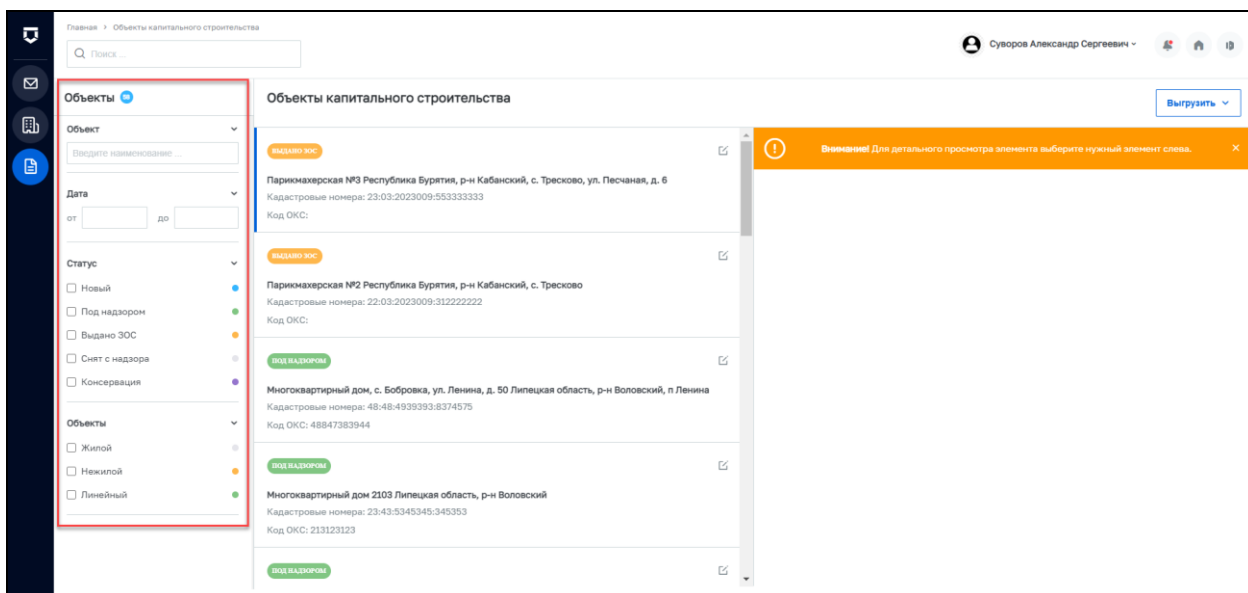 Главная > Объекты капитального строительства
Поиск ...
Суворов Александр Сергеевич
Объекты
Объект
Введите наименование ...
Дата
от
до
Статус
Новый
Под надзором
Выдано ЗОС
Снят с надзора
Консервация
Объекты
Жилой
Нежилой
Линейный
Объекты капитального строительства
Выгрузить
ВЫДАНО ЗОС
Парикмахерская №3 Республика Бурятия, р-н Кабанский, с. Тресково, ул. Песчаная, д. 6
Кадастровые номера: 23:03:2023009:553333333
Код ОКС:
ВЫДАНО ЗОС
Парикмахерская №2 Республика Бурятия, р-н Кабанский, с. Тресково
Кадастровые номера: 22:03:2023009:312222222
Код ОКС:
ПОД НАДЗОРОМ
Многоквартирный дом, с. Бобровка, ул. Ленина, д. 50 Липецкая область, р-н Воловский, п Ленина
Кадастровые номера: 48:48:4939393:8374575
Код ОКС: 48847383944
ПОД НАДЗОРОМ
Многоквартирный дом 2103 Липецкая область, р-н Воловский
Кадастровые номера: 23:43:5345345:345353
Код ОКС: 213123123
ПОД НАДЗОРОМ
Внимание! Для детального просмотра элемента выберите нужный элемент слева.